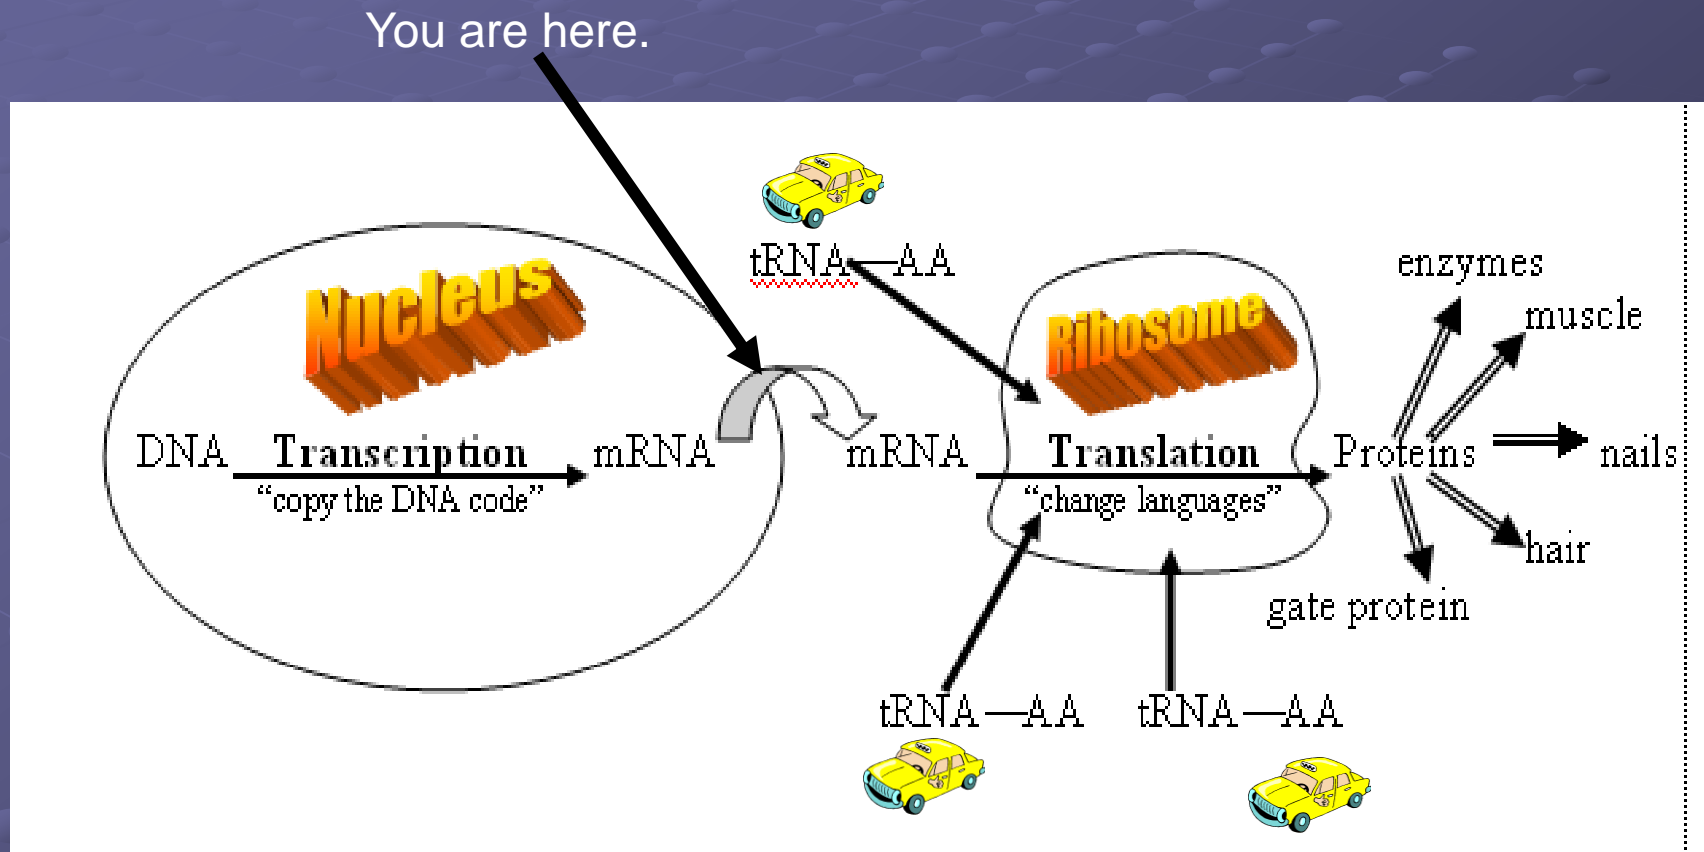 You are here.
tRNA—AA
Nucleus
Ribosome
enzymes
muscle
DNA Transcription mRNA mRNA Translation Proteins nails
“copy the DNA code” “change languages”
hair
gate protein
tRNA—AA tRNA—AA